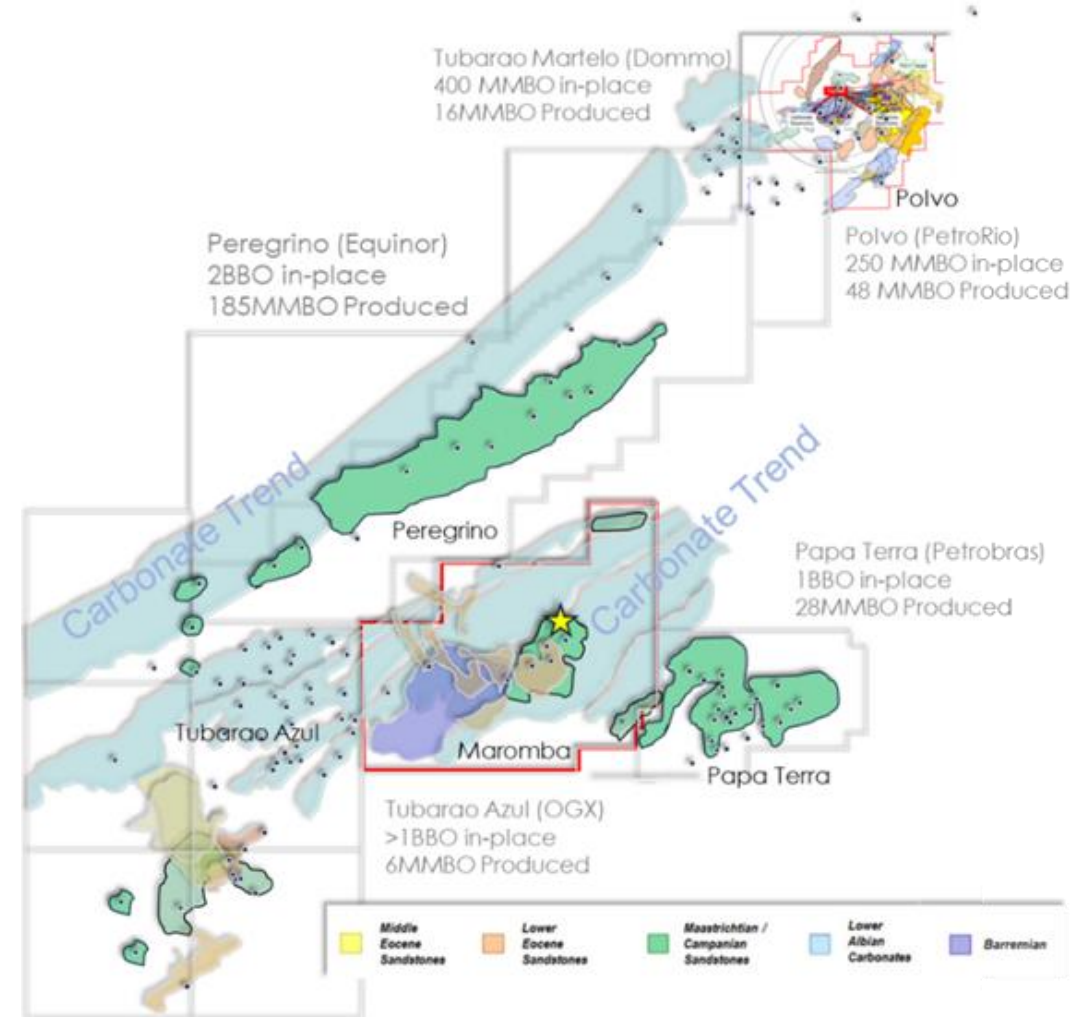 Tubarao Martelo (Dommo)
400 MMBO in-place
16MMBO Produced
Polvo
Polvo (PetroRio)
250 MMBO in-place
48 MMBO Produced
Peregrino (Equinor)
2BBO in-place
185MMBO Produced
Carbonate Trend
Peregrino
Carbonate Trend
Papa Terra (Petrobras)
1BBO in-place
28MMBO Produced
Tubarao Azul
Maromba
Papa Terra
Tubarao Azul (OGX)
>1BBO in-place
6MMBO Produced
Middle
Eocene
Sandstones
Lower
Eocene
Sandstones
Maastrichtian /
Campanian
Sandstones
Lower
Albian
Carbonates
Barremian